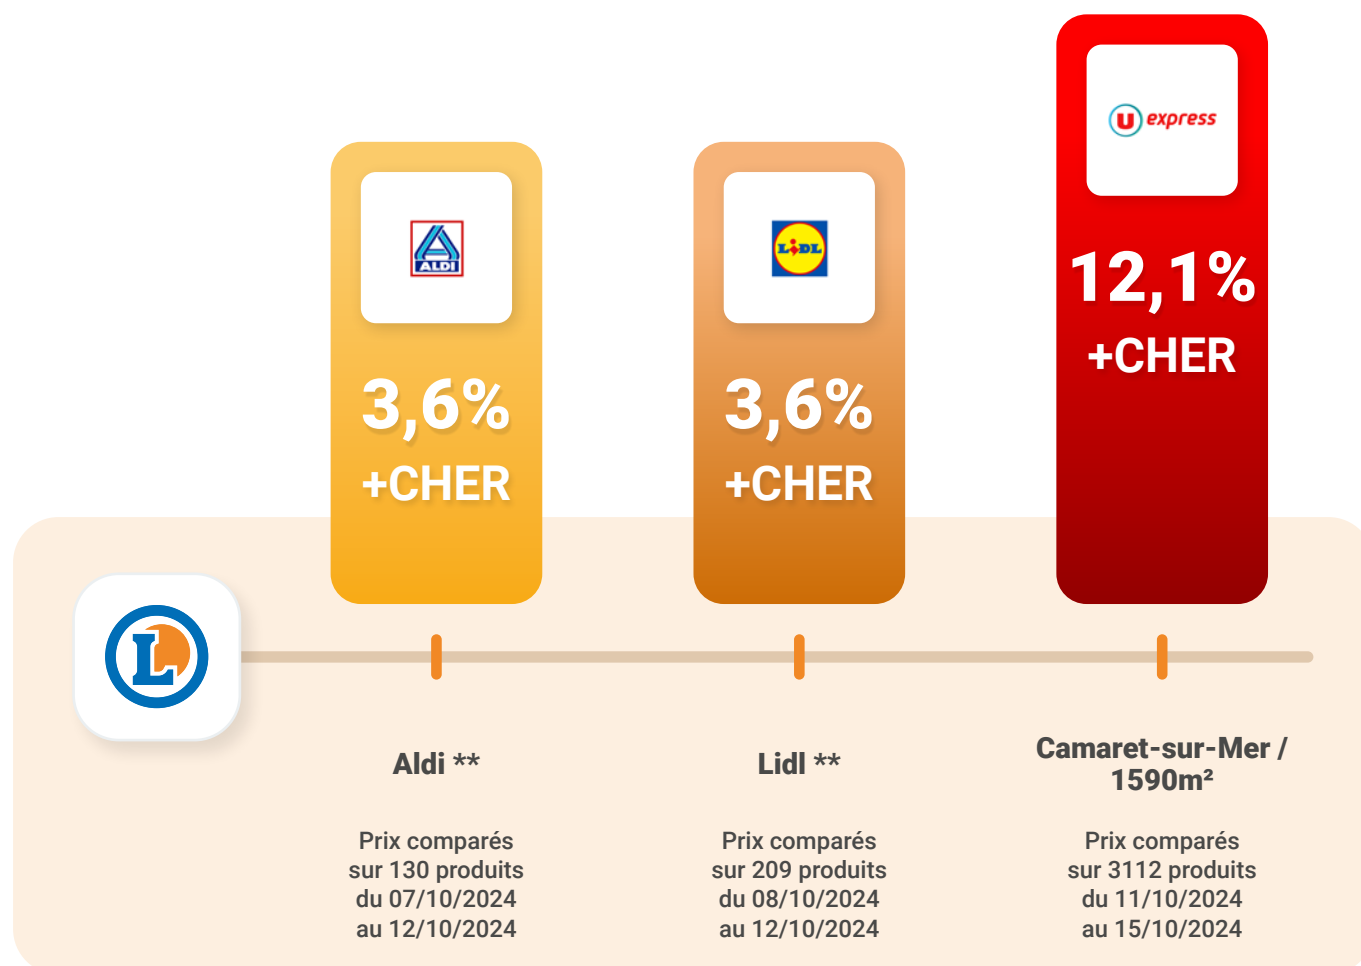 ALDI
3,6%
+CHER
LIDL
3,6%
+CHER
U express
12,1%
+CHER
L
Aldi **
Prix comparés
sur 130 produits
du 07/10/2024
au 12/10/2024
Lidl **
Prix comparés
sur 209 produits
du 08/10/2024
au 12/10/2024
Camaret-sur-Mer /
1590m²
Prix comparés
sur 3112 produits
du 11/10/2024
au 15/10/2024